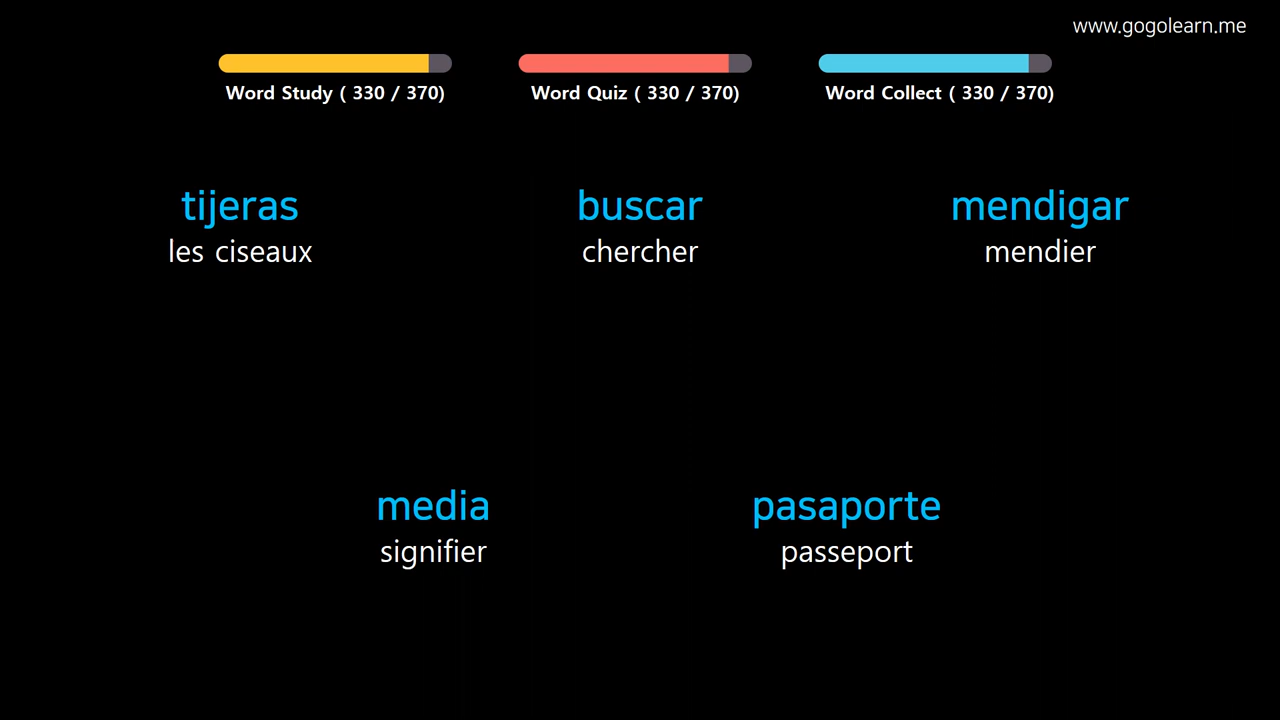 www.gogolearn.me
Word Study ( 330 / 370)
Word Quiz ( 330 / 370)
Word Collect ( 330 / 370)
tijeras
les ciseaux
buscar
chercher
mendigar
mendier
media
signifier
pasaporte
passeport